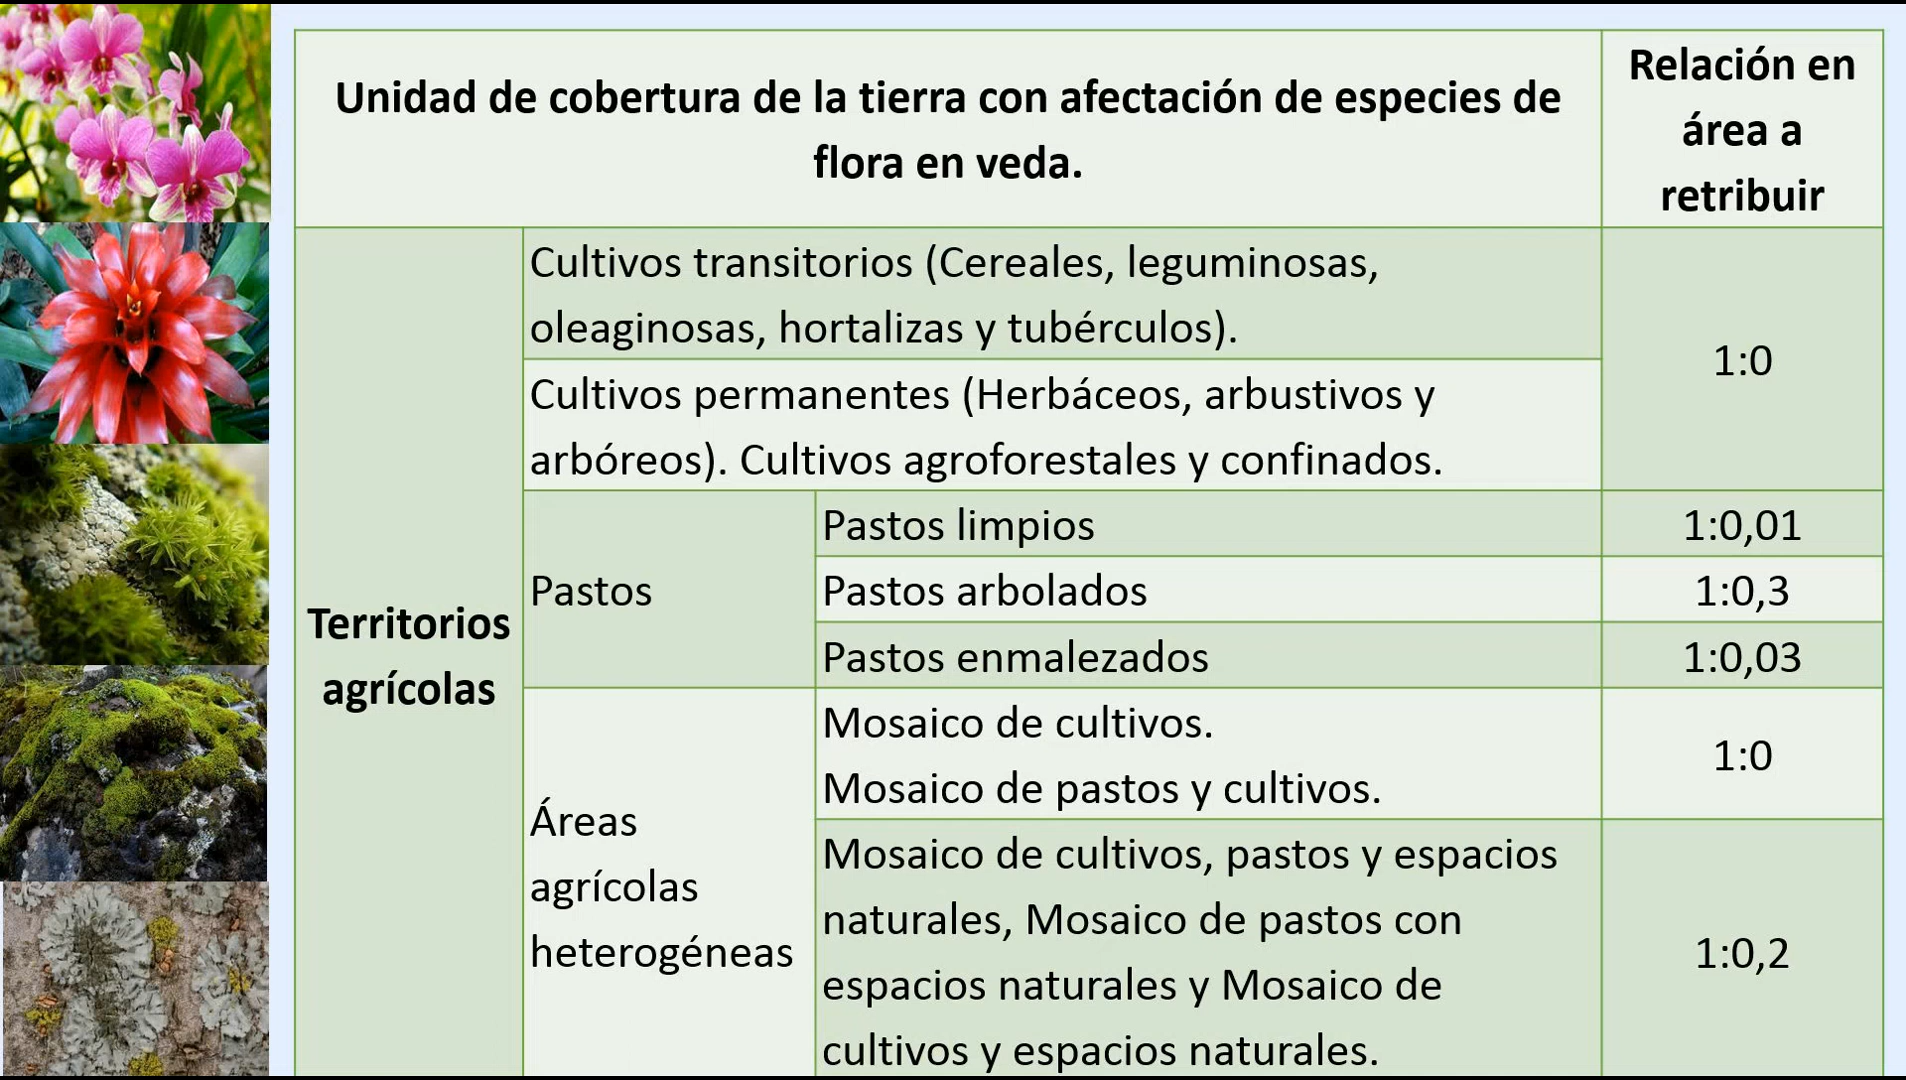 Unidad de cobertura de la tierra con afectación de especies de
flora en veda.
Relación en
área a
retribuir
Territorios
agrícolas
Cultivos transitorios (Cereales, leguminosas,
oleaginosas, hortalizas y tubérculos).
1:0
Cultivos permanentes (Herbáceos, arbustivos y
arbóreos). Cultivos agroforestales y confinados.
Pastos
Pastos limpios
1:0,01
Pastos arbolados
1:0,3
Pastos enmalezados
1:0,03
Áreas
agrícolas
heterogéneas
Mosaico de cultivos.
Mosaico de pastos y cultivos.
1:0
Mosaico de cultivos, pastos y espacios
naturales, Mosaico de pastos con
espacios naturales y Mosaico de
cultivos y espacios naturales.
1:0,2